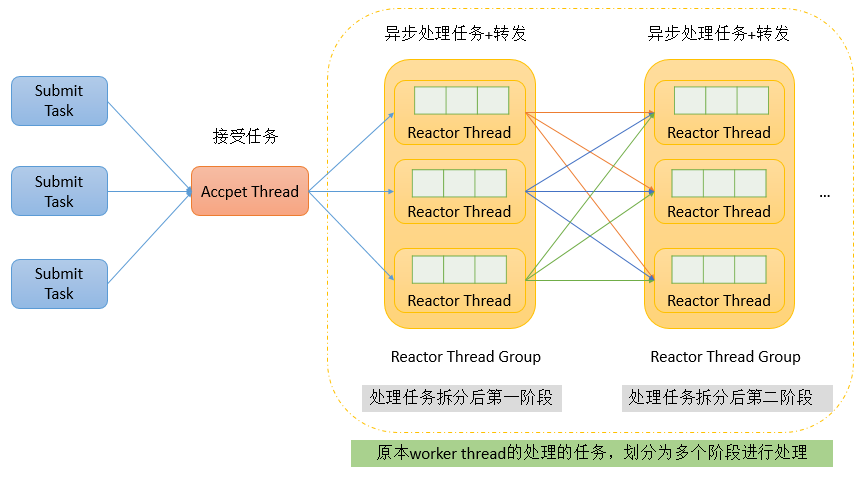 异步处理任务+转发
异步处理任务+转发
Submit
Task
Submit
Task
Submit
Task
接受任务
Accpet Thread
Reactor Thread
Reactor Thread
Reactor Thread
Reactor Thread Group
处理任务拆分后第一阶段
Reactor Thread
Reactor Thread
Reactor Thread
Reactor Thread Group
处理任务拆分后第二阶段
...
原本worker thread的处理的任务，划分为多个阶段进行处理